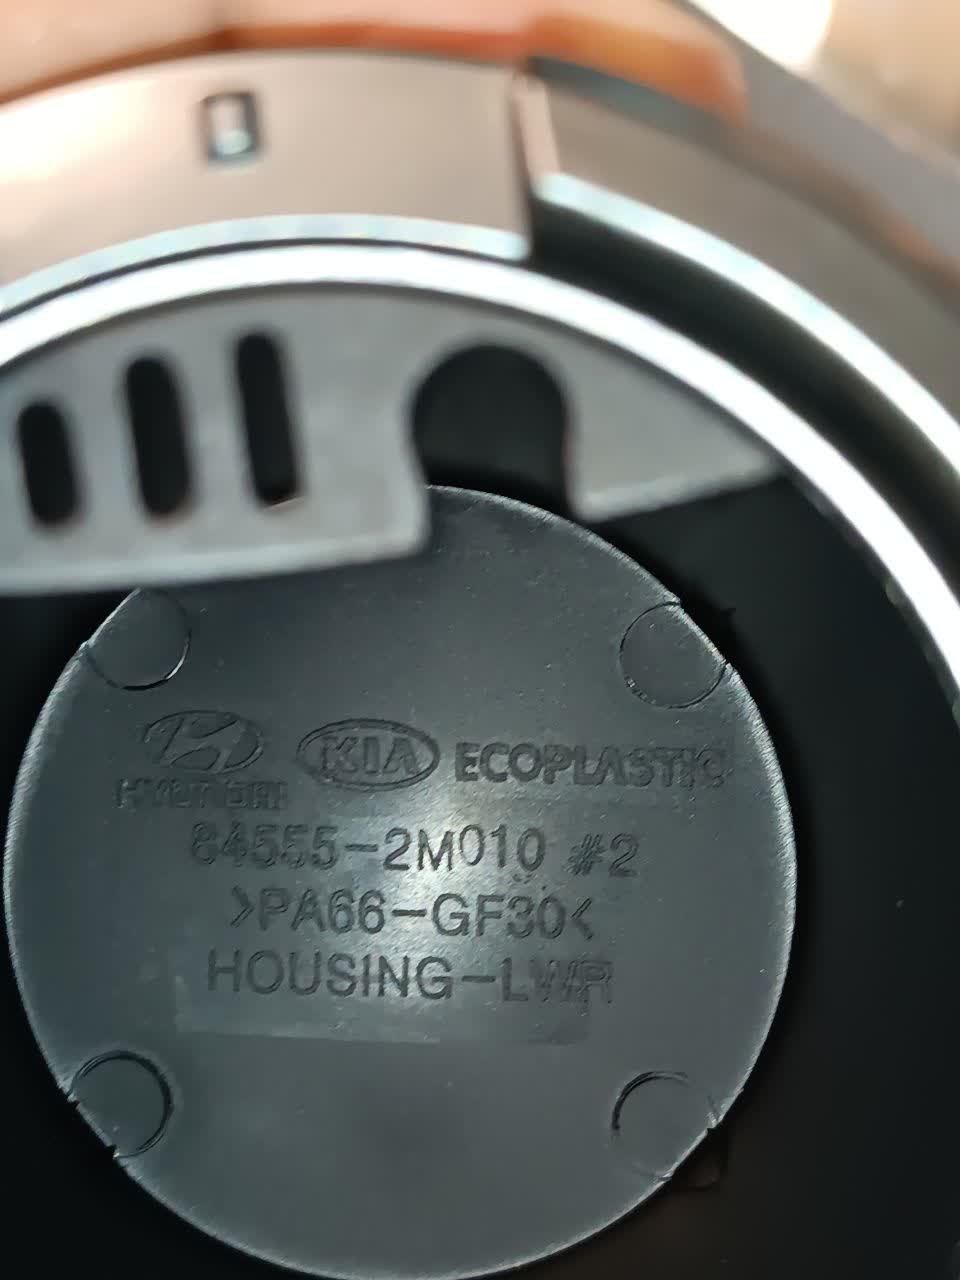 HYUNDAI KIA ECOPLASTIC
84555-2M010 #2
>PA66-GF30<
HOUSING-LWR